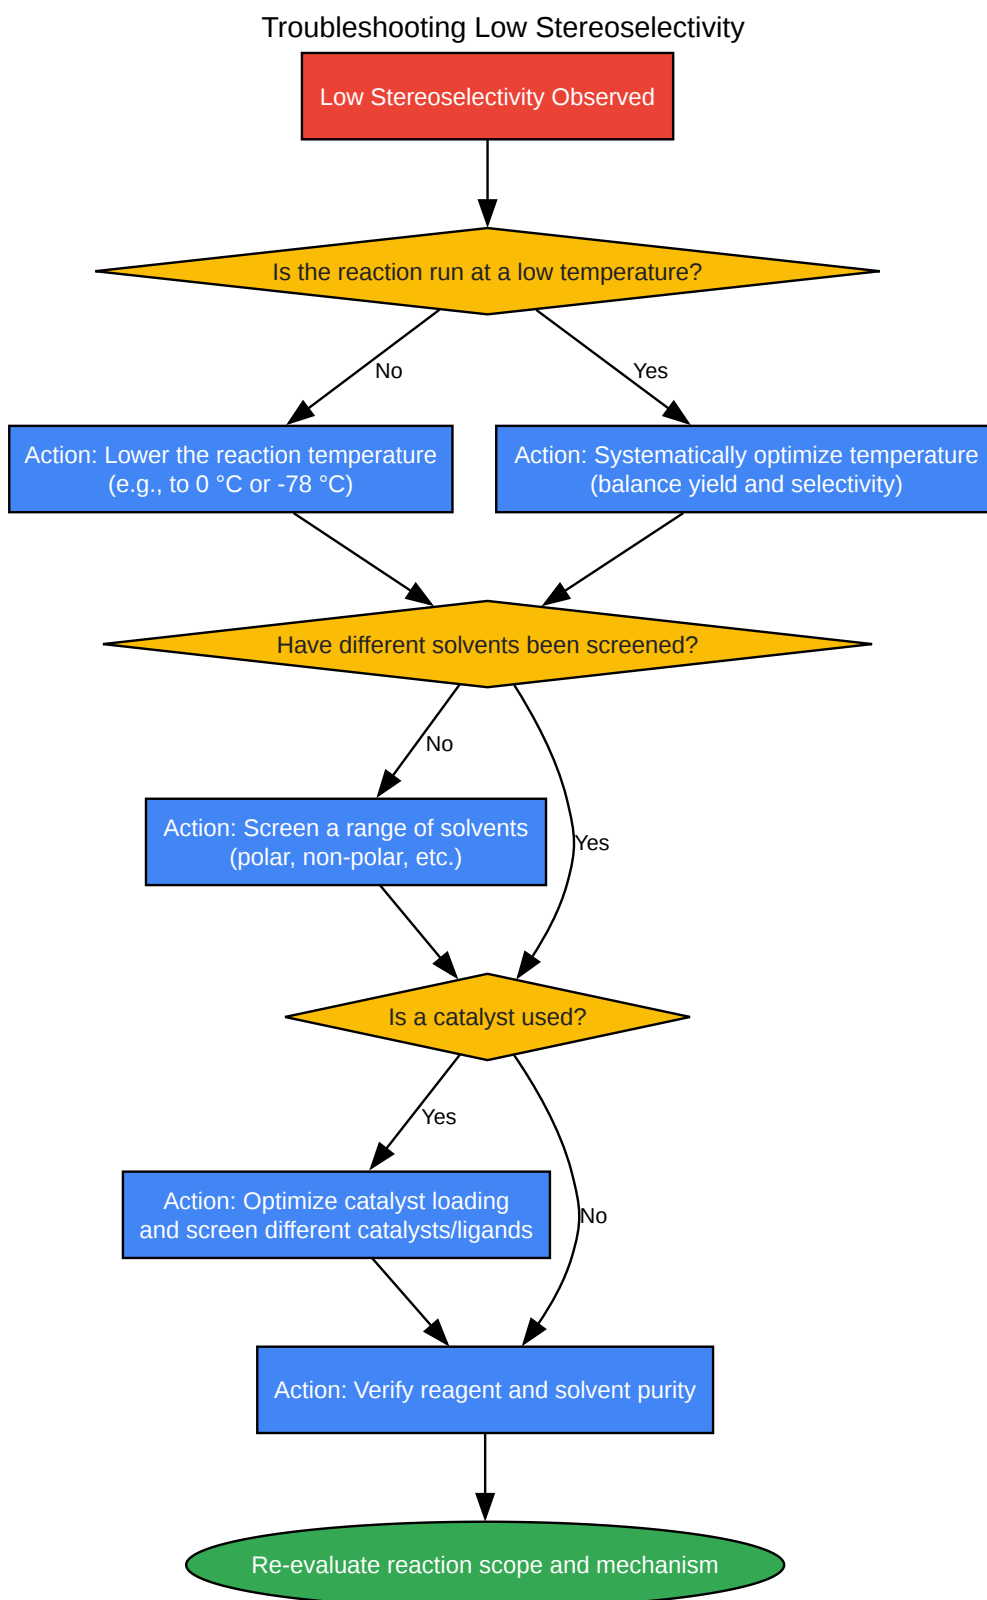 Troubleshooting Low Stereoselectivity
Low Stereoselectivity Observed
Is the reaction run at a low temperature?
No
Yes
Action: Lower the reaction temperature
(e.g., to 0 °C or -78 °C)
Action: Systematically optimize temperature
(balance yield and selectivity)
Have different solvents been screened?
No
Action: Screen a range of solvents
(polar, non-polar, etc.)
Yes
Is a catalyst used?
Yes
Action: Optimize catalyst loading
and screen different catalysts/ligands
No
Action: Verify reagent and solvent purity
Re-evaluate reaction scope and mechanism